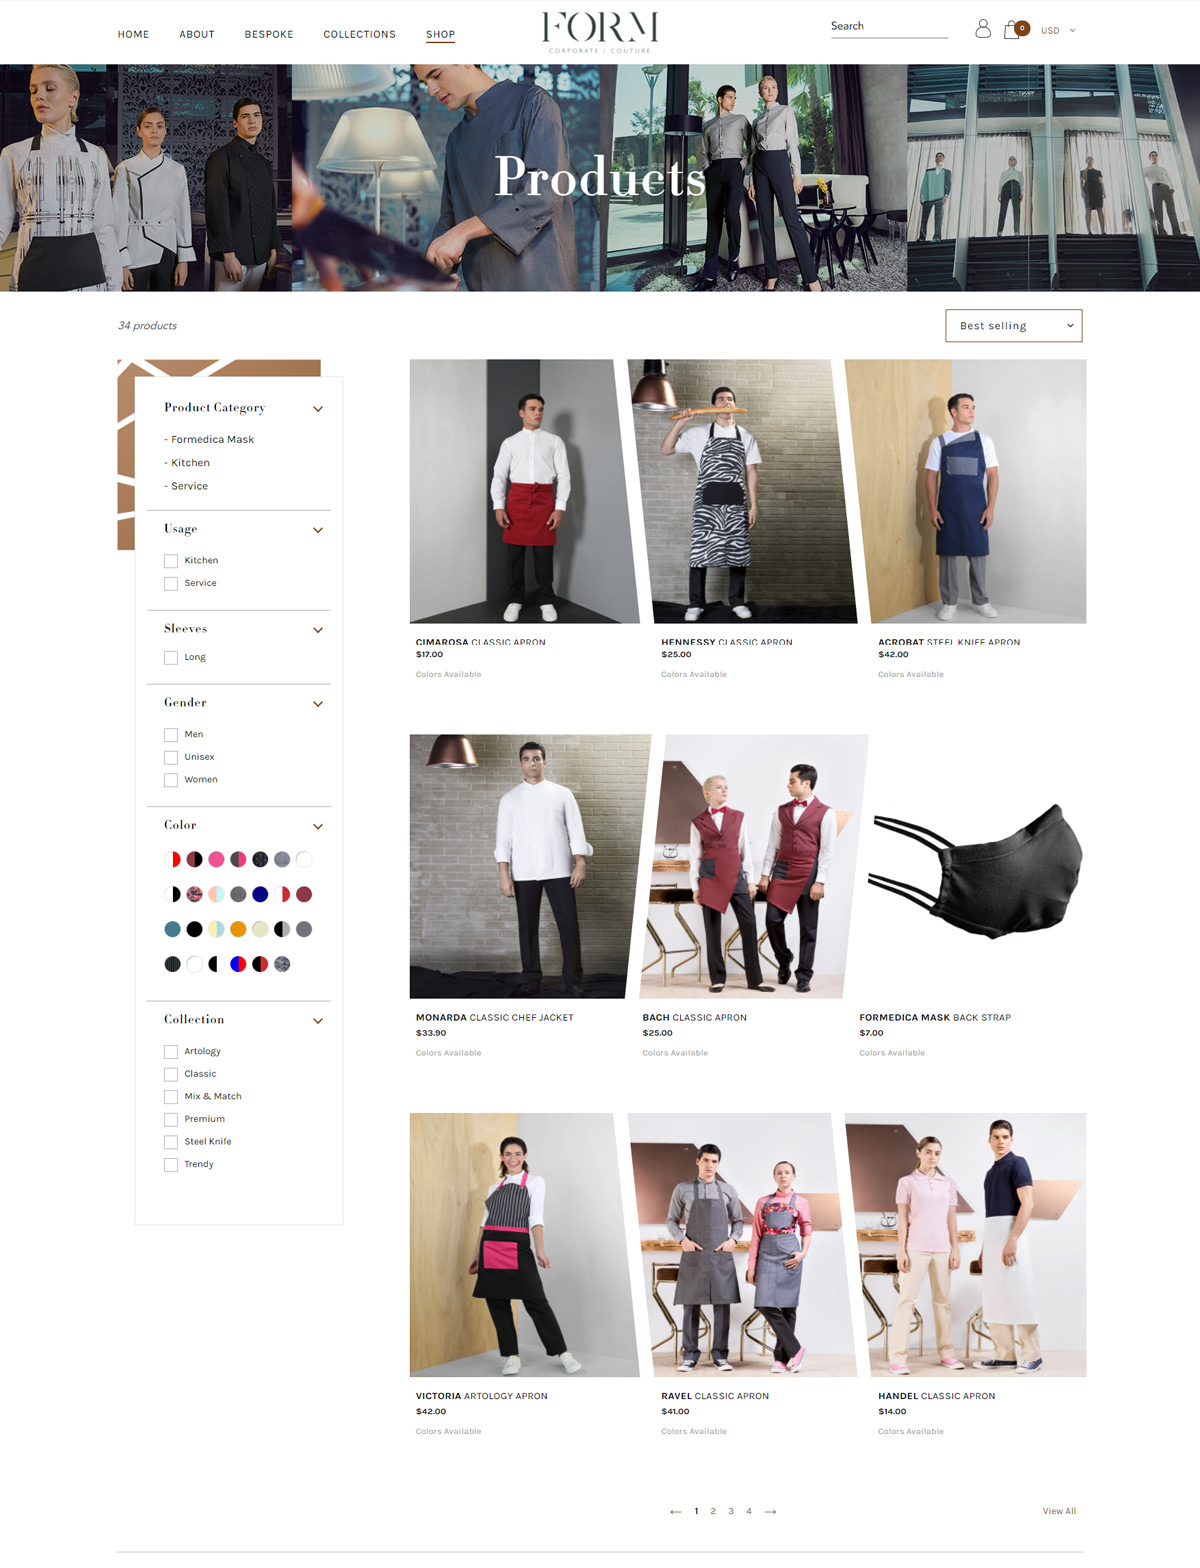 HOME ABOUT BESPOKE COLLECTIONS SHOP
FORM
CORPORATE / COUTURE
Search
0
USD
Products
34 products
Best selling
Product Category
- Formedica Mask
- Kitchen
- Service
Usage
Kitchen
Service
Sleeves
Long
Gender
Men
Unisex
Women
Color
Collection
Artology
Classic
Mix & Match
Premium
Steel Knife
Trendy
CIMAROSA CLASSIC APRON
$17.00
Colors Available
HENNESSY CLASSIC APRON
$25.00
Colors Available
ACROBAT STEEL KNIFE APRON
$42.00
Colors Available
MONARDA CLASSIC CHEF JACKET
$33.90
Colors Available
BACH CLASSIC APRON
$25.00
Colors Available
FORMEDICA MASK BACK STRAP
$7.00
Colors Available
VICTORIA ARTOLOGY APRON
$42.00
Colors Available
RAVEL CLASSIC APRON
$41.00
Colors Available
HANDEL CLASSIC APRON
$14.00
Colors Available
← 1 2 3 4 →
View All